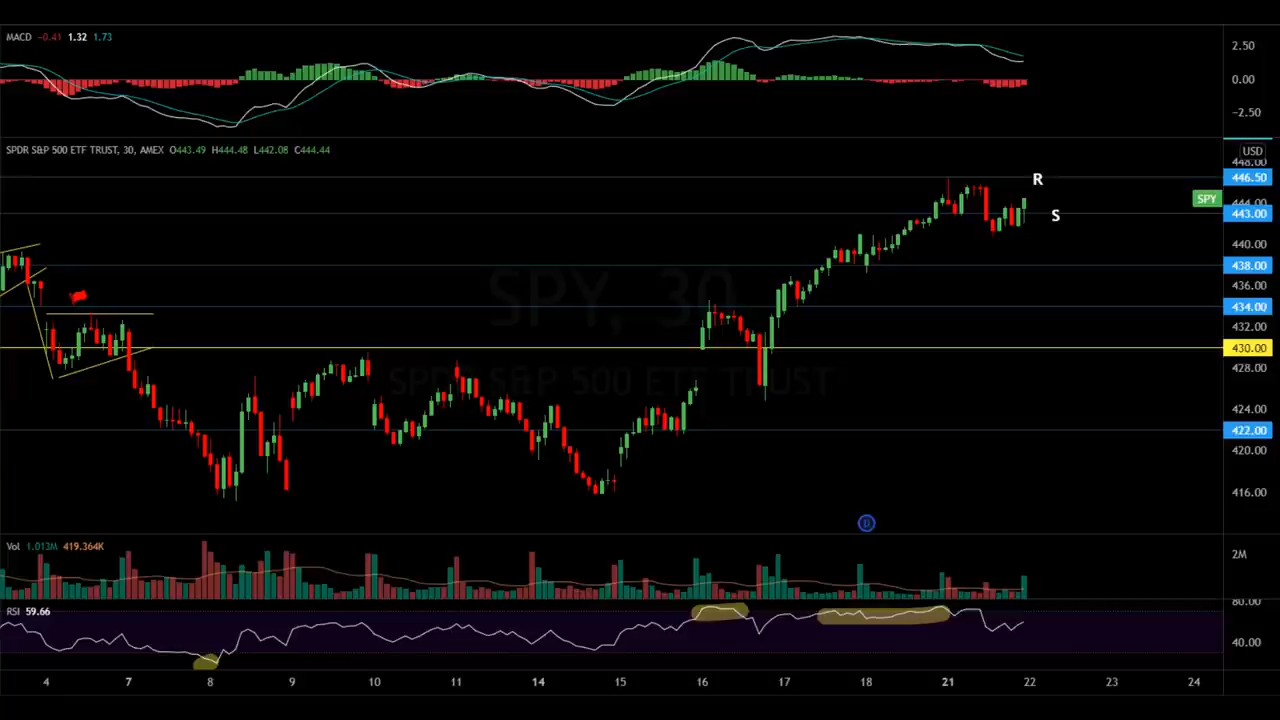 MACD −0.41 1.32 1.73
2.50
0.00
−2.50
SPDR S&P 500 ETF TRUST, 30, AMEX O443.49 H444.48 L442.08 C444.44
USD
448.00
446.50
R
SPY
444.00
443.00
S
440.00
438.00
436.00
434.00
432.00
430.00
428.00
424.00
422.00
420.00
416.00
SPY, 30
SPDR S&P 500 ETF TRUST
D
Vol 1.013M 419.364K
2M
RSI 59.66
80.00
40.00
4 7 8 9 10 11 14 15 16 17 18 21 22 23 24